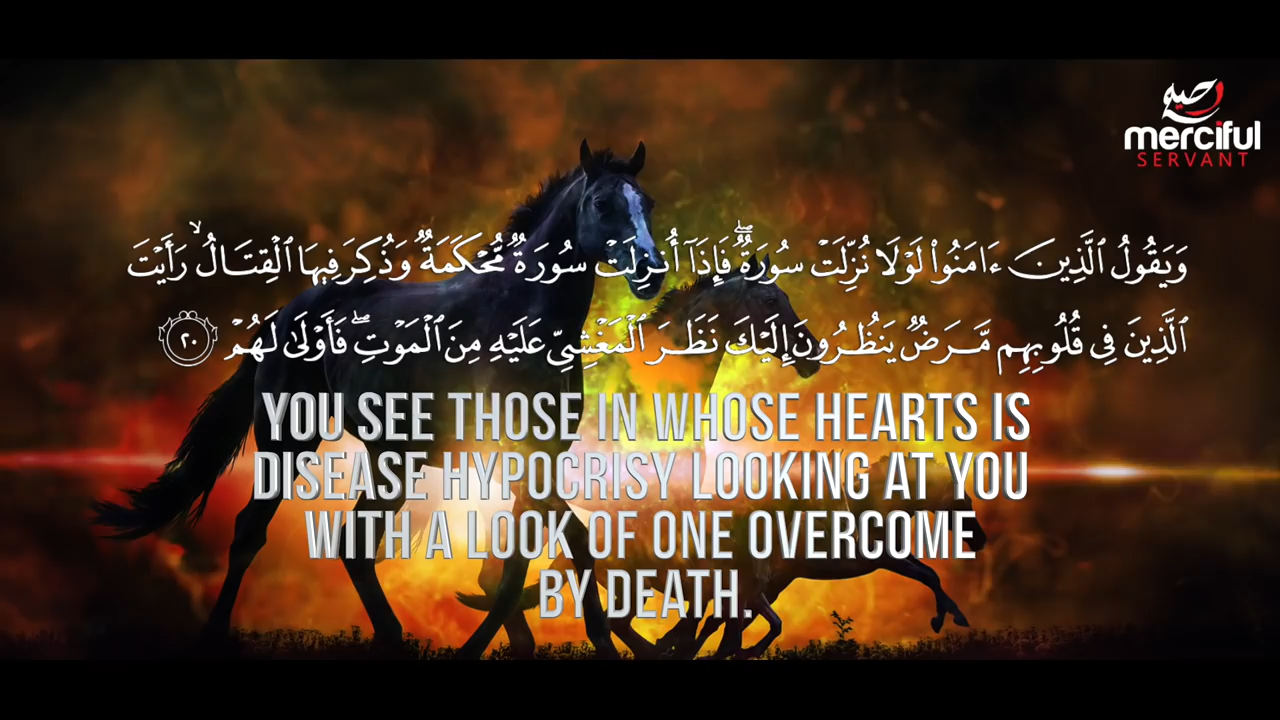 رحيم
merciful
SERVANT
وَيَقُولُ ٱلَّذِينَ ءَامَنُوا۟ لَوْلَا نُزِّلَتْ سُورَةٌۖ فَإِذَآ أُنزِلَتْ سُورَةٌ مُّحْكَمَةٌ وَذُكِرَ فِيهَا ٱلْقِتَالُۙ رَأَيْتَ
ٱلَّذِينَ فِى قُلُوبِهِم مَّرَضٌ يَنظُرُونَ إِلَيْكَ نَظَرَ ٱلْمَغْشِىِّ عَلَيْهِ مِنَ ٱلْمَوْتِۖ فَأَوْلَىٰ لَهُمْ ٢٠
YOU SEE THOSE IN WHOSE HEARTS IS
DISEASE HYPOCRISY LOOKING AT YOU
WITH A LOOK OF ONE OVERCOME
BY DEATH.